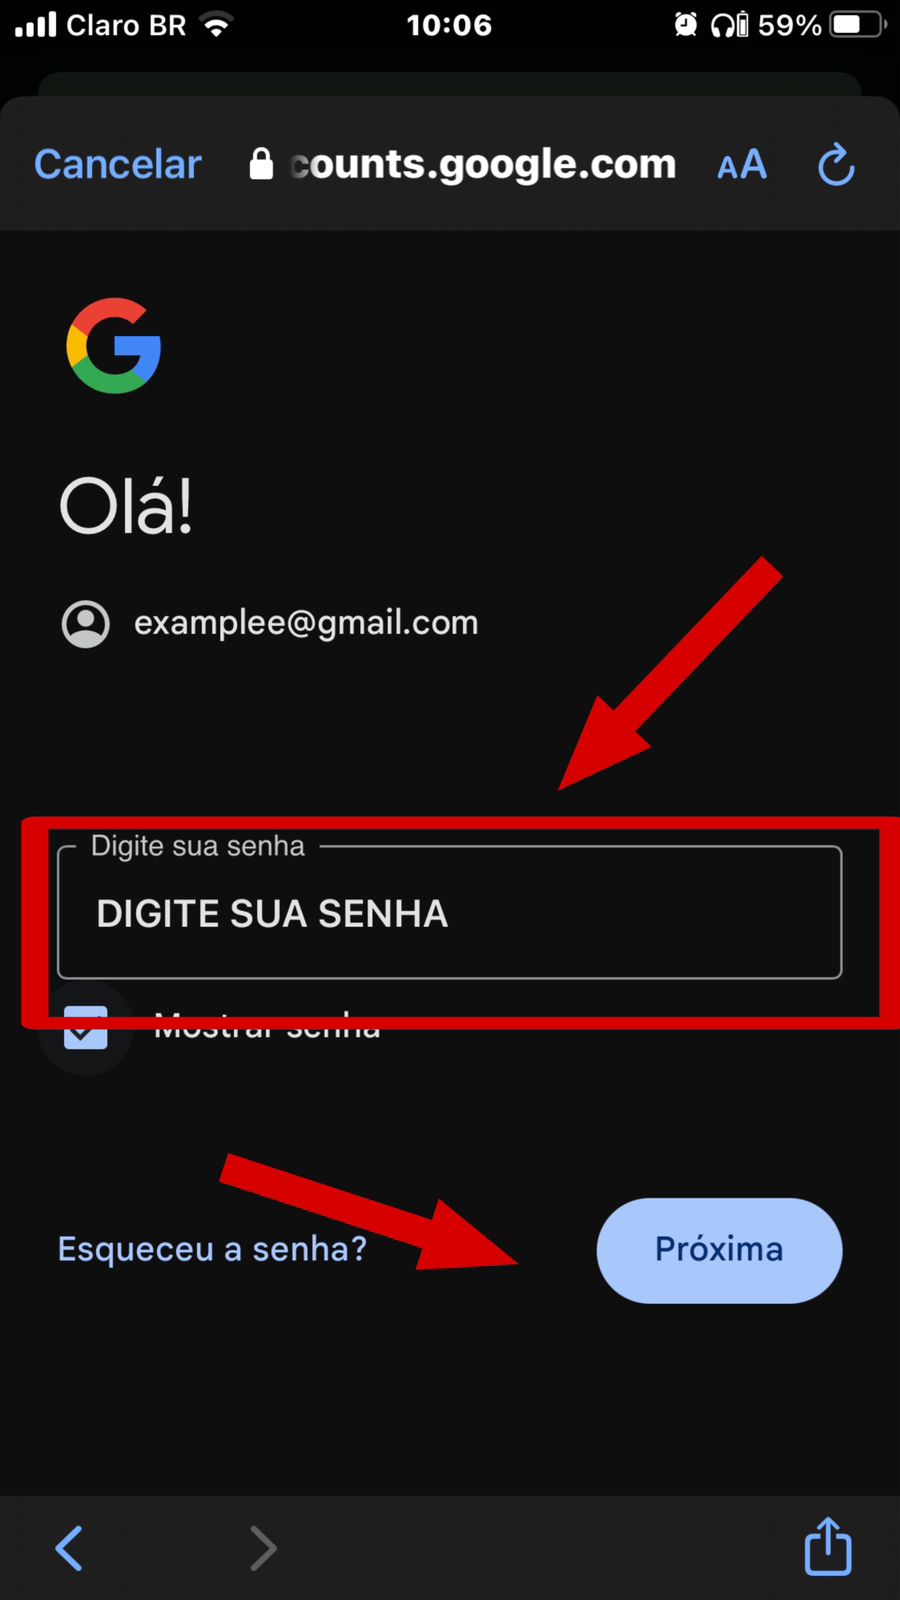 Claro BR 10:06 59%
Cancelar counts.google.com AA
Olá!
examplee@gmail.com
Digite sua senha
DIGITE SUA SENHA
Mostrar senha
Esqueceu a senha? Próxima